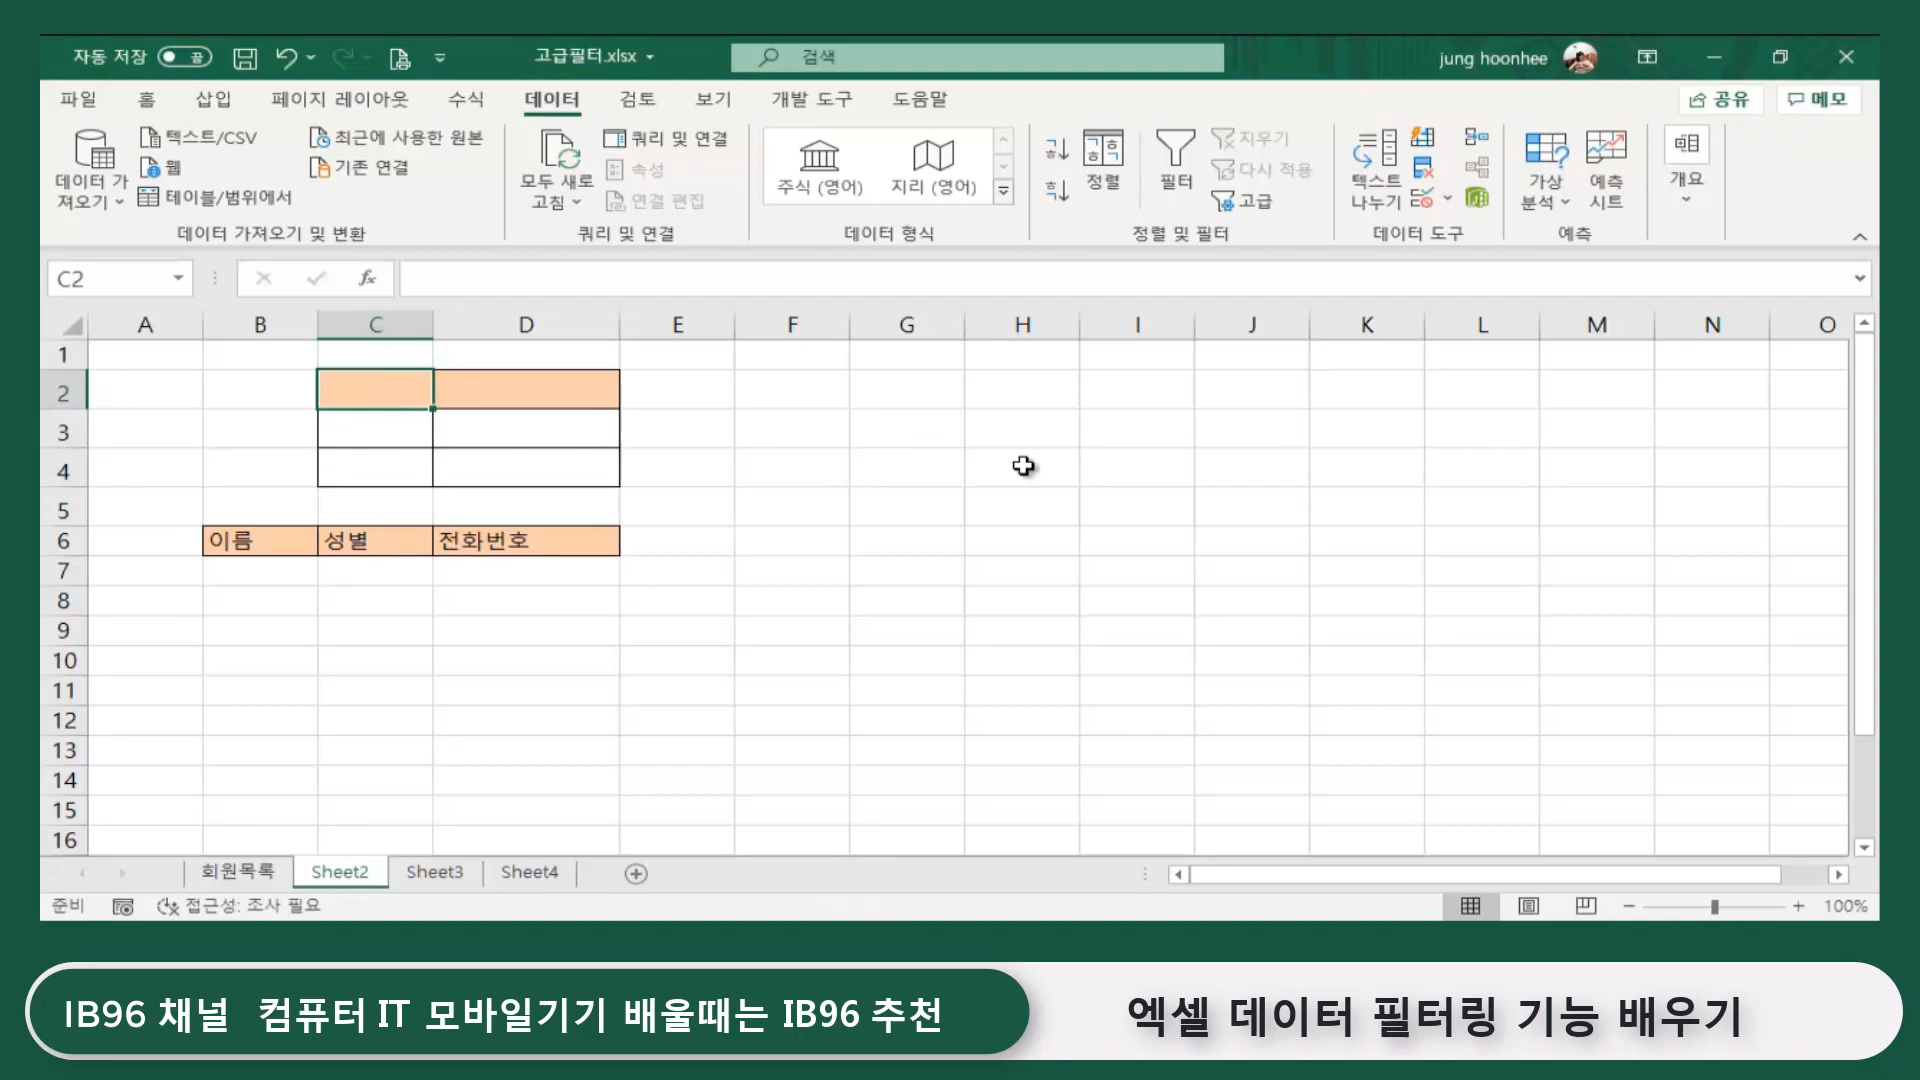 자동 저장 끔 고급필터.xlsx 검색 jung hoonhee
파일 홈 삽입 페이지 레이아웃 수식 데이터 검토 보기 개발 도구 도움말 공유 메모
데이터 가져오기
텍스트/CSV
웹
테이블/범위에서
최근에 사용한 원본
기존 연결
데이터 가져오기 및 변환
모두 새로 고침
쿼리 및 연결
속성
연결 편집
쿼리 및 연결
주식 (영어)
지리 (영어)
데이터 형식
정렬
필터
지우기
다시 적용
고급
정렬 및 필터
텍스트 나누기
데이터 도구
가상 분석
예측 시트
예측
개요
C2 fx
A B C D E F G H I J K L M N O
1
2
3
4
5
6 이름 성별 전화번호
7
8
9
10
11
12
13
14
15
16
회원목록 Sheet2 Sheet3 Sheet4
준비 접근성: 조사 필요 100%
IB96 채널 컴퓨터 IT 모바일기기 배울때는 IB96 추천
엑셀 데이터 필터링 기능 배우기